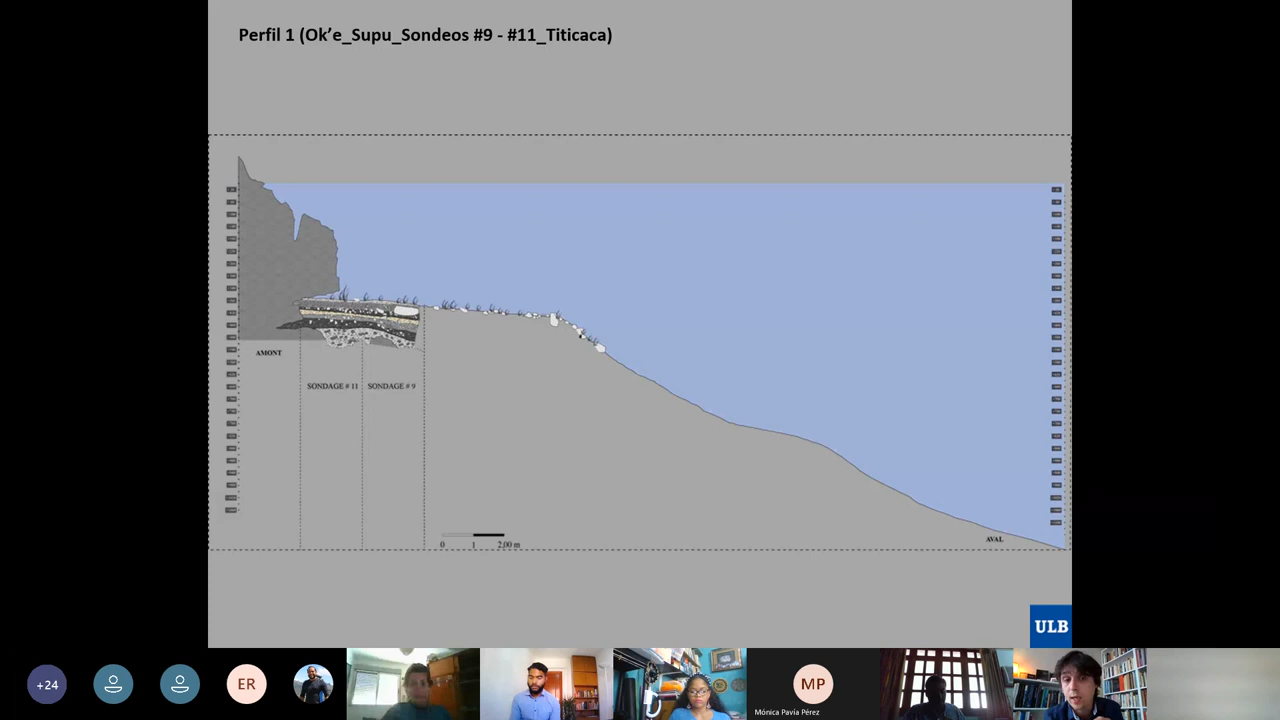 Perfil 1 (Ok’e_Supu_Sondeos #9 - #11_Titicaca)
AMONT
SONDAGE # 11
SONDAGE # 9
0 1 2,00 m
AVAL
ULB
+24
ER
MP
Mónica Pavía Pérez